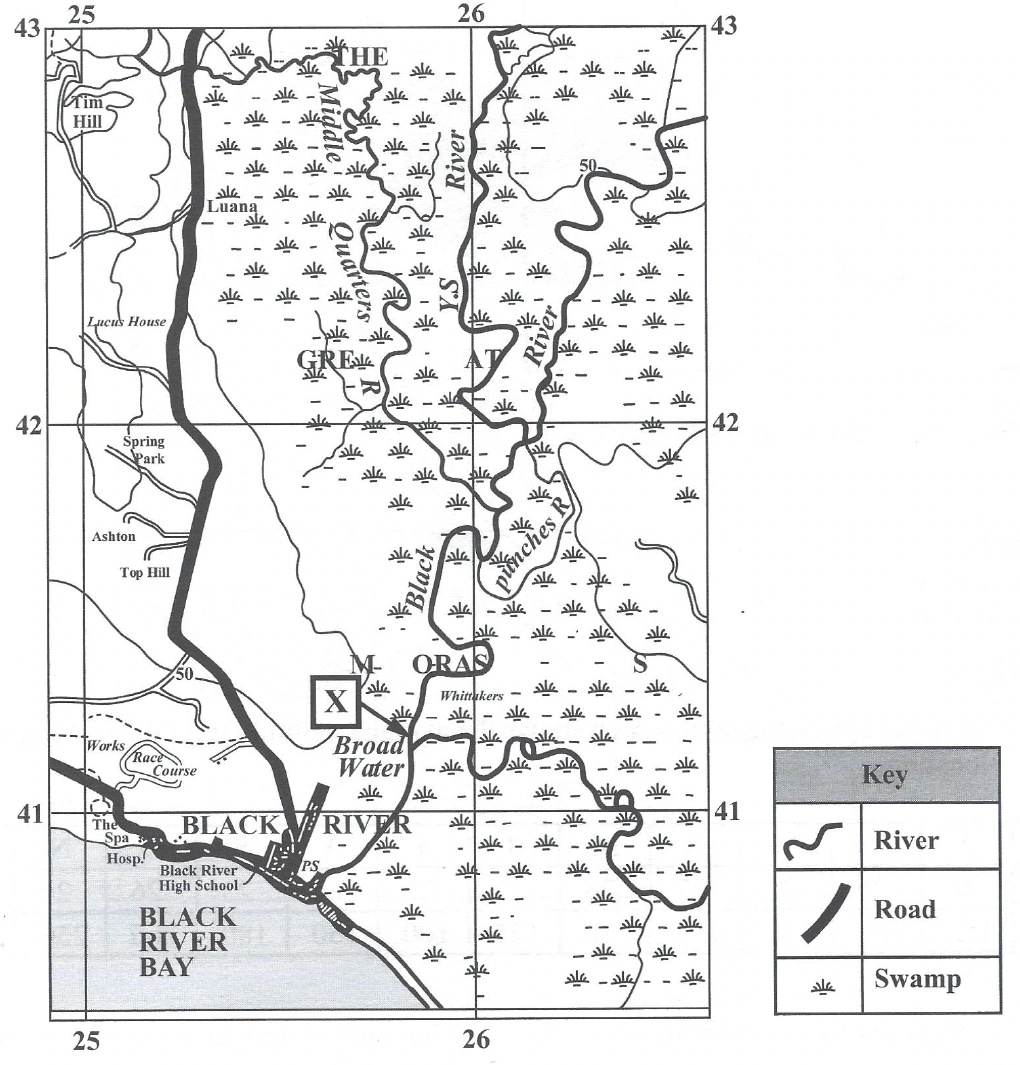 25
26
43
43
THE
Tim
Hill
Middle
River
50
Luana
Quarters
Y.S
River
Lucus House
GRE
AT
R
42
42
Spring
Park
Ashton
Top Hill
Black
punches R
M
ORAS
S
50
Whittakers
X
Broad
Water
Works
Race
Course
41
41
The
Spa
BLACK
RIVER
Hosp.
PS
Black River
High School
BLACK
RIVER
BAY
25
26
Key
River
Road
Swamp